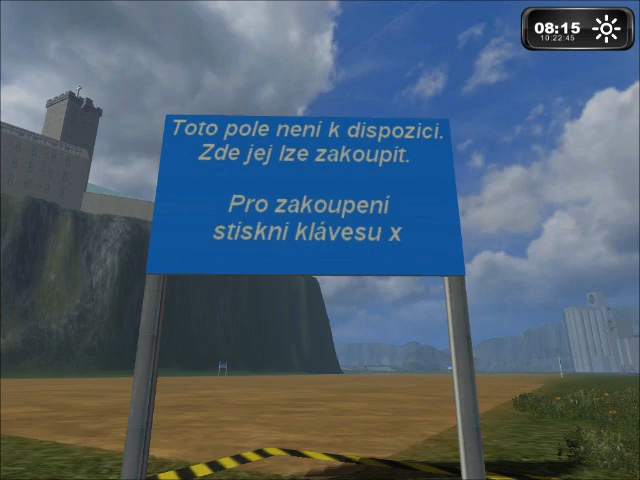 08:15
10:22:45
Toto pole není k dispozici.
Zde jej lze zakoupit.
Pro zakoupení
stiskni klávesu x